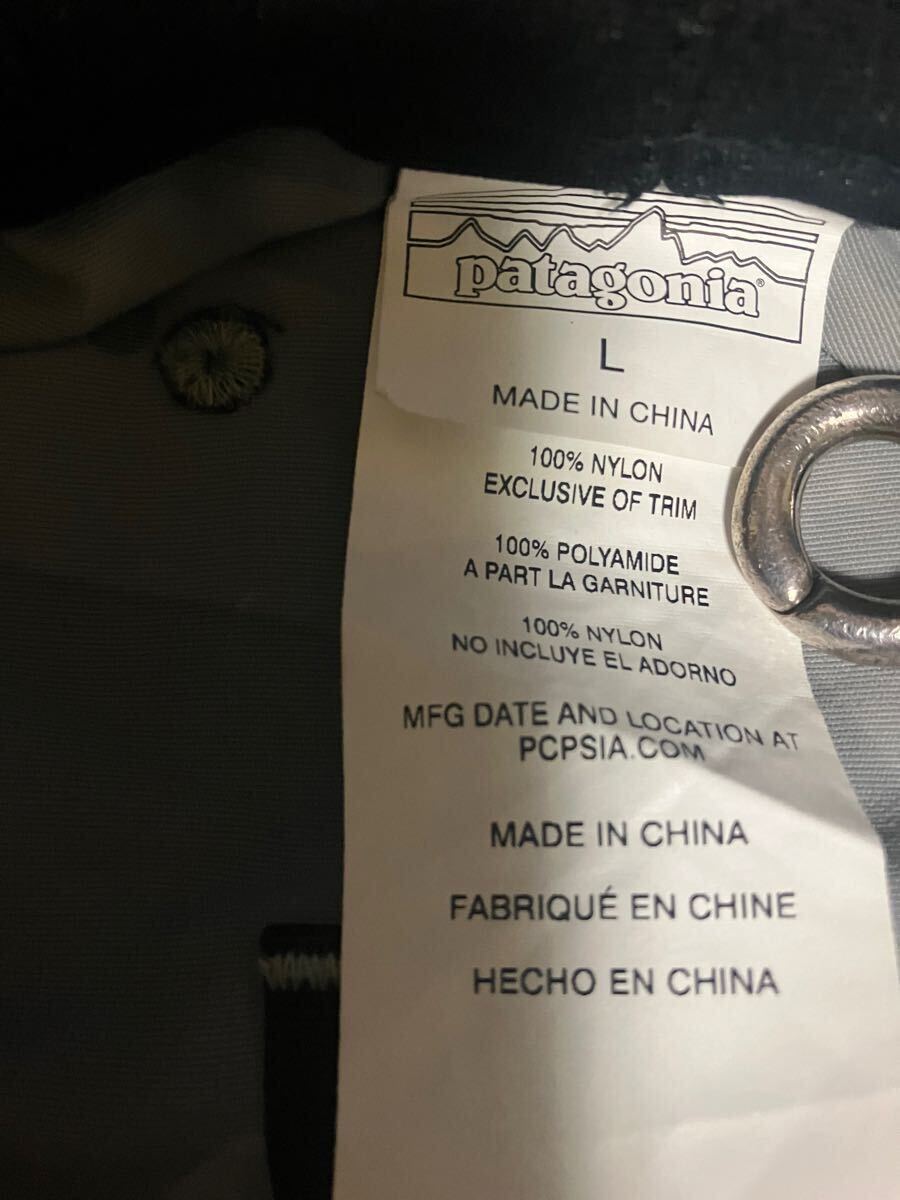 patagonia®
L
MADE IN CHINA
100% NYLON
EXCLUSIVE OF TRIM
100% POLYAMIDE
A PART LA GARNITURE
100% NYLON
NO INCLUYE EL ADORNO
MFG DATE AND LOCATION AT
PCPSIA.COM
MADE IN CHINA
FABRIQUÉ EN CHINE
HECHO EN CHINA